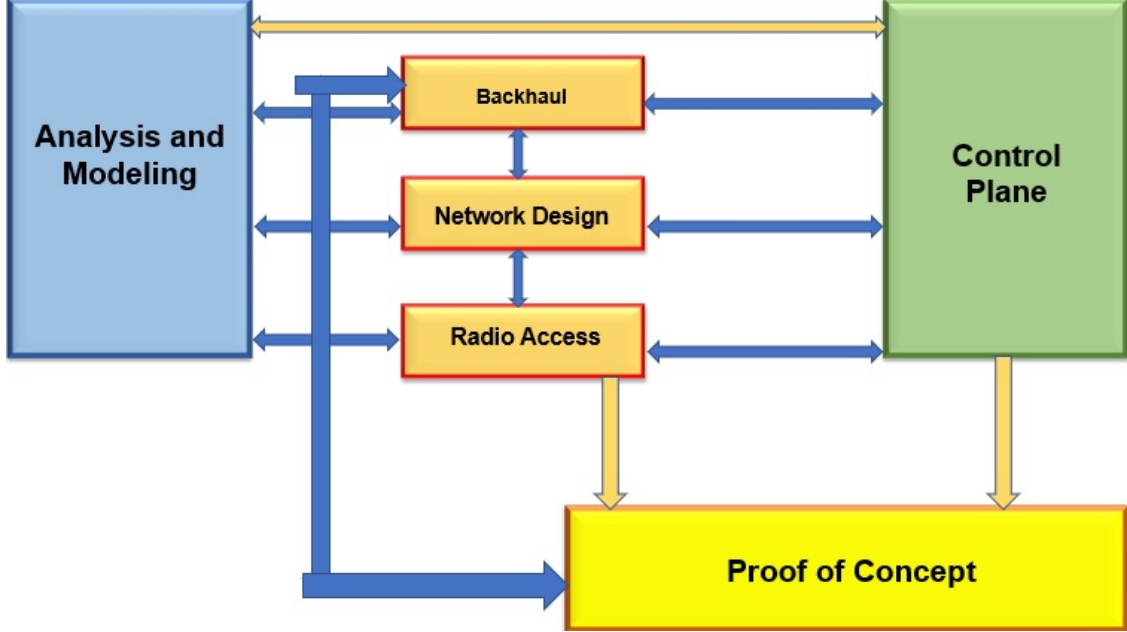 Analysis and
Modeling
Backhaul
Network Design
Radio Access
Control
Plane
Proof of Concept